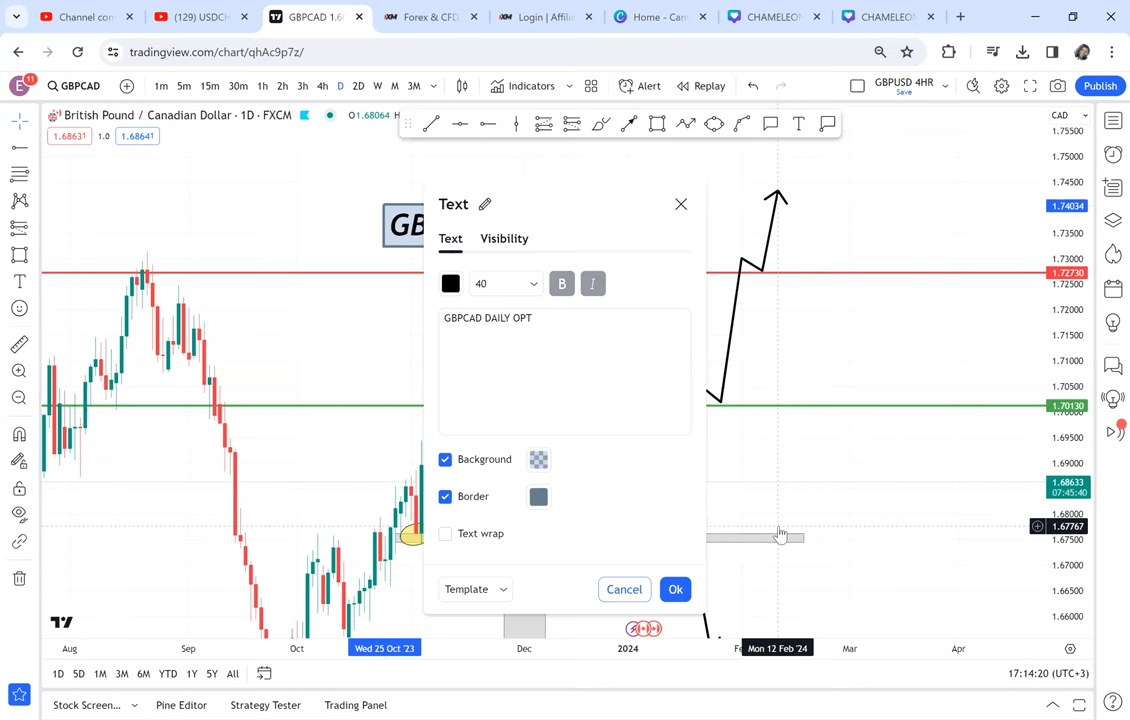 Channel con
(129) USDCH
GBPCAD 1.6
Forex & CFD
Login | Affilia
Home - Can
CHAMELEON
CHAMELEON
tradingview.com/chart/qhAc9p7z/
E
11
GBPCAD
1m 5m 15m 30m 1h 2h 3h 4h D 2D W M 3M
Indicators
Alert
Replay
GBPUSD 4HR
Save
Publish
British Pound / Canadian Dollar · 1D · FXCM
O1.68064 H
CAD
1.68631
1.0
1.68641
1.75500
1.75000
1.74500
1.74034
1.73500
1.73000
1.72730
1.72500
1.72000
1.71500
1.71000
1.70500
1.70130
1.69500
1.69000
1.68633
07:45:40
1.68000
1.67767
1.67500
1.67000
1.66500
1.66000
GB
Text
Text
Visibility
40
B
I
GBPCAD DAILY OPT
Background
Border
Text wrap
Template
Cancel
Ok
Aug
Sep
Oct
Wed 25 Oct '23
Dec
2024
Fe
Mon 12 Feb '24
Mar
Apr
1D 5D 1M 3M 6M YTD 1Y 5Y All
17:14:20 (UTC+3)
Stock Screen...
Pine Editor
Strategy Tester
Trading Panel